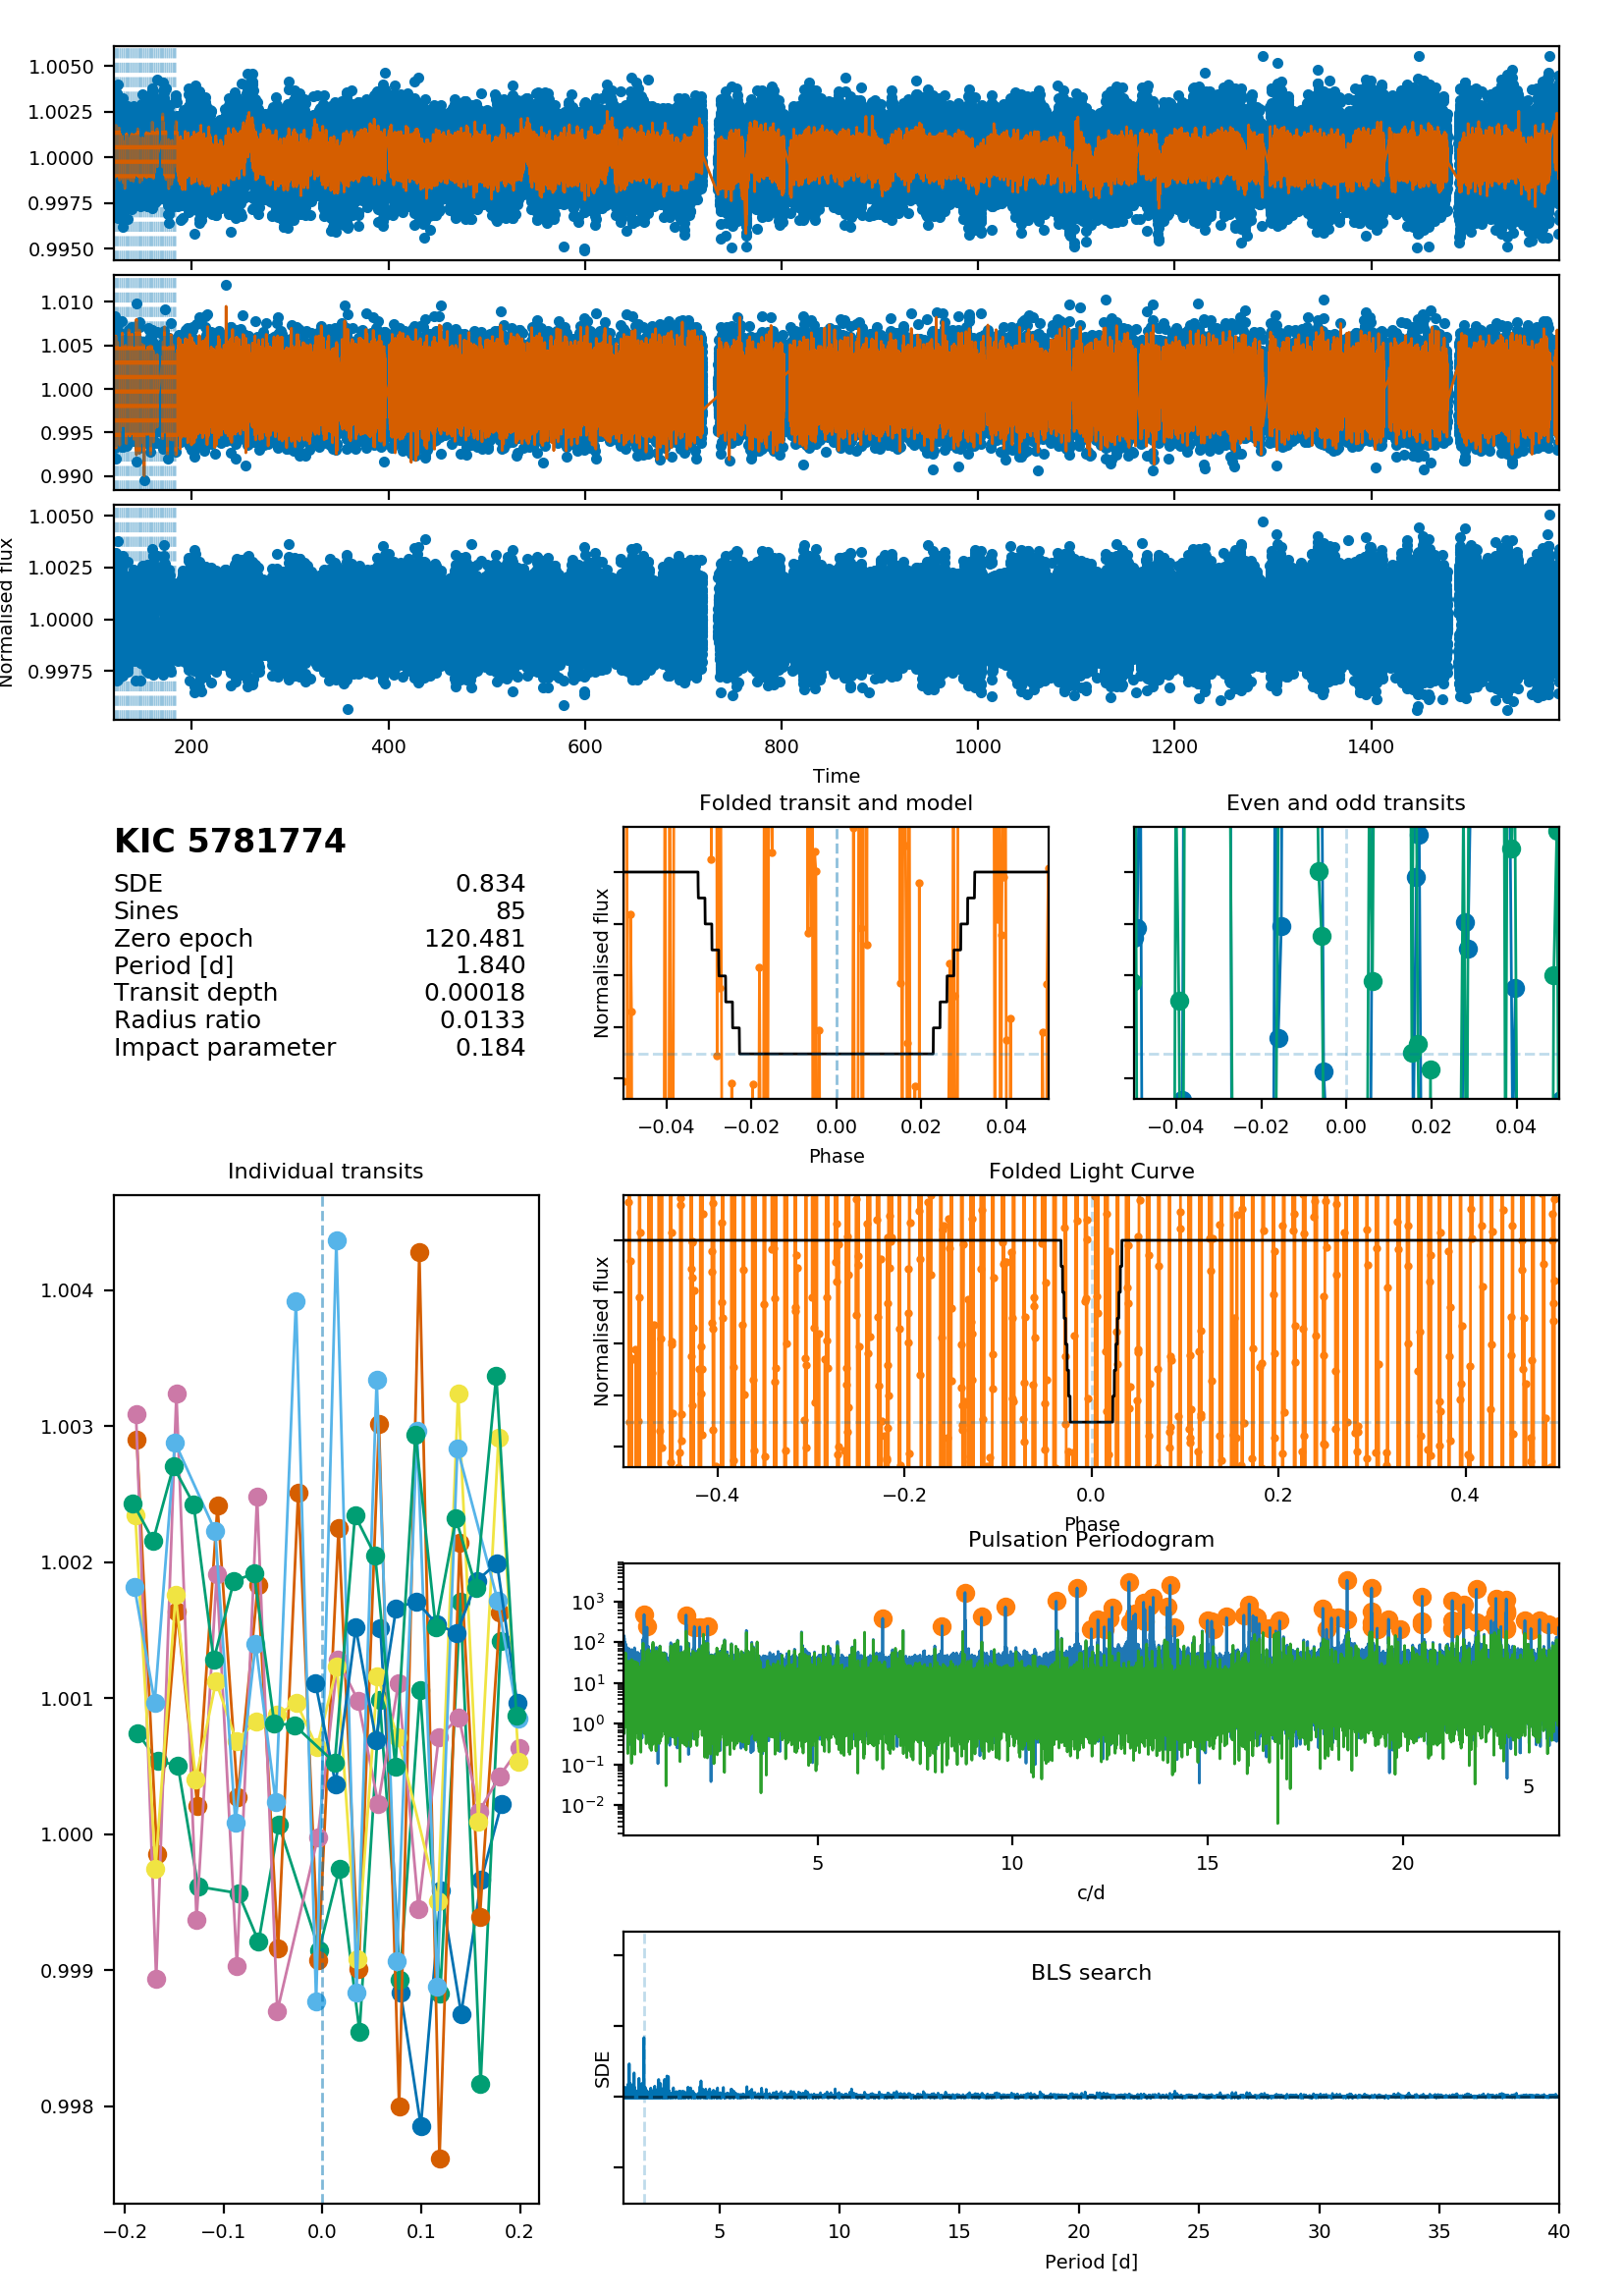 1.0050
1.0025
1.0000
0.9975
0.9950
1.010
1.005
1.000
0.995
0.990
1.0050
1.0025
1.0000
0.9975
Normalised flux
200 400 600 800 1000 1200 1400
Time
KIC 5781774
SDE 0.834
Sines 85
Zero epoch 120.481
Period [d] 1.840
Transit depth 0.00018
Radius ratio 0.0133
Impact parameter 0.184
Folded transit and model
Normalised flux
−0.04 −0.02 0.00 0.02 0.04
Phase
Even and odd transits
−0.04 −0.02 0.00 0.02 0.04
Individual transits
1.004
1.003
1.002
1.001
1.000
0.999
0.998
−0.2 −0.1 0.0 0.1 0.2
Folded Light Curve
Normalised flux
−0.4 −0.2 0.0 0.2 0.4
Phase
Pulsation Periodogram
10³
10²
10¹
10⁰
10⁻¹
10⁻²
5
5 10 15 20
c/d
BLS search
SDE
5 10 15 20 25 30 35 40
Period [d]